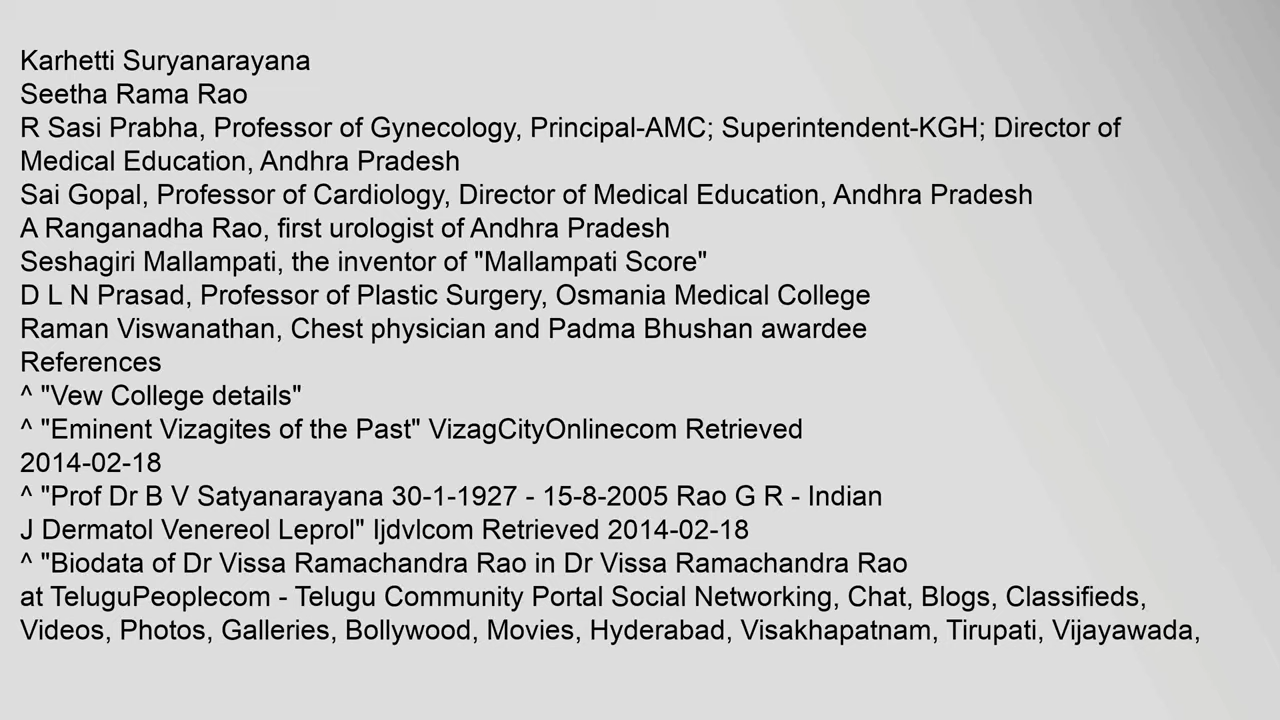 Karhetti Suryanarayana
Seetha Rama Rao
R Sasi Prabha, Professor of Gynecology, Principal-AMC; Superintendent-KGH; Director of
Medical Education, Andhra Pradesh
Sai Gopal, Professor of Cardiology, Director of Medical Education, Andhra Pradesh
A Ranganadha Rao, first urologist of Andhra Pradesh
Seshagiri Mallampati, the inventor of "Mallampati Score"
D L N Prasad, Professor of Plastic Surgery, Osmania Medical College
Raman Viswanathan, Chest physician and Padma Bhushan awardee
References
^ "Vew College details"
^ "Eminent Vizagites of the Past" VizagCityOnlinecom Retrieved
2014-02-18
^ "Prof Dr B V Satyanarayana 30-1-1927 - 15-8-2005 Rao G R - Indian
J Dermatol Venereol Leprol" Ijdvlcom Retrieved 2014-02-18
^ "Biodata of Dr Vissa Ramachandra Rao in Dr Vissa Ramachandra Rao
at TeluguPeoplecom - Telugu Community Portal Social Networking, Chat, Blogs, Classifieds,
Videos, Photos, Galleries, Bollywood, Movies, Hyderabad, Visakhapatnam, Tirupati, Vijayawada,